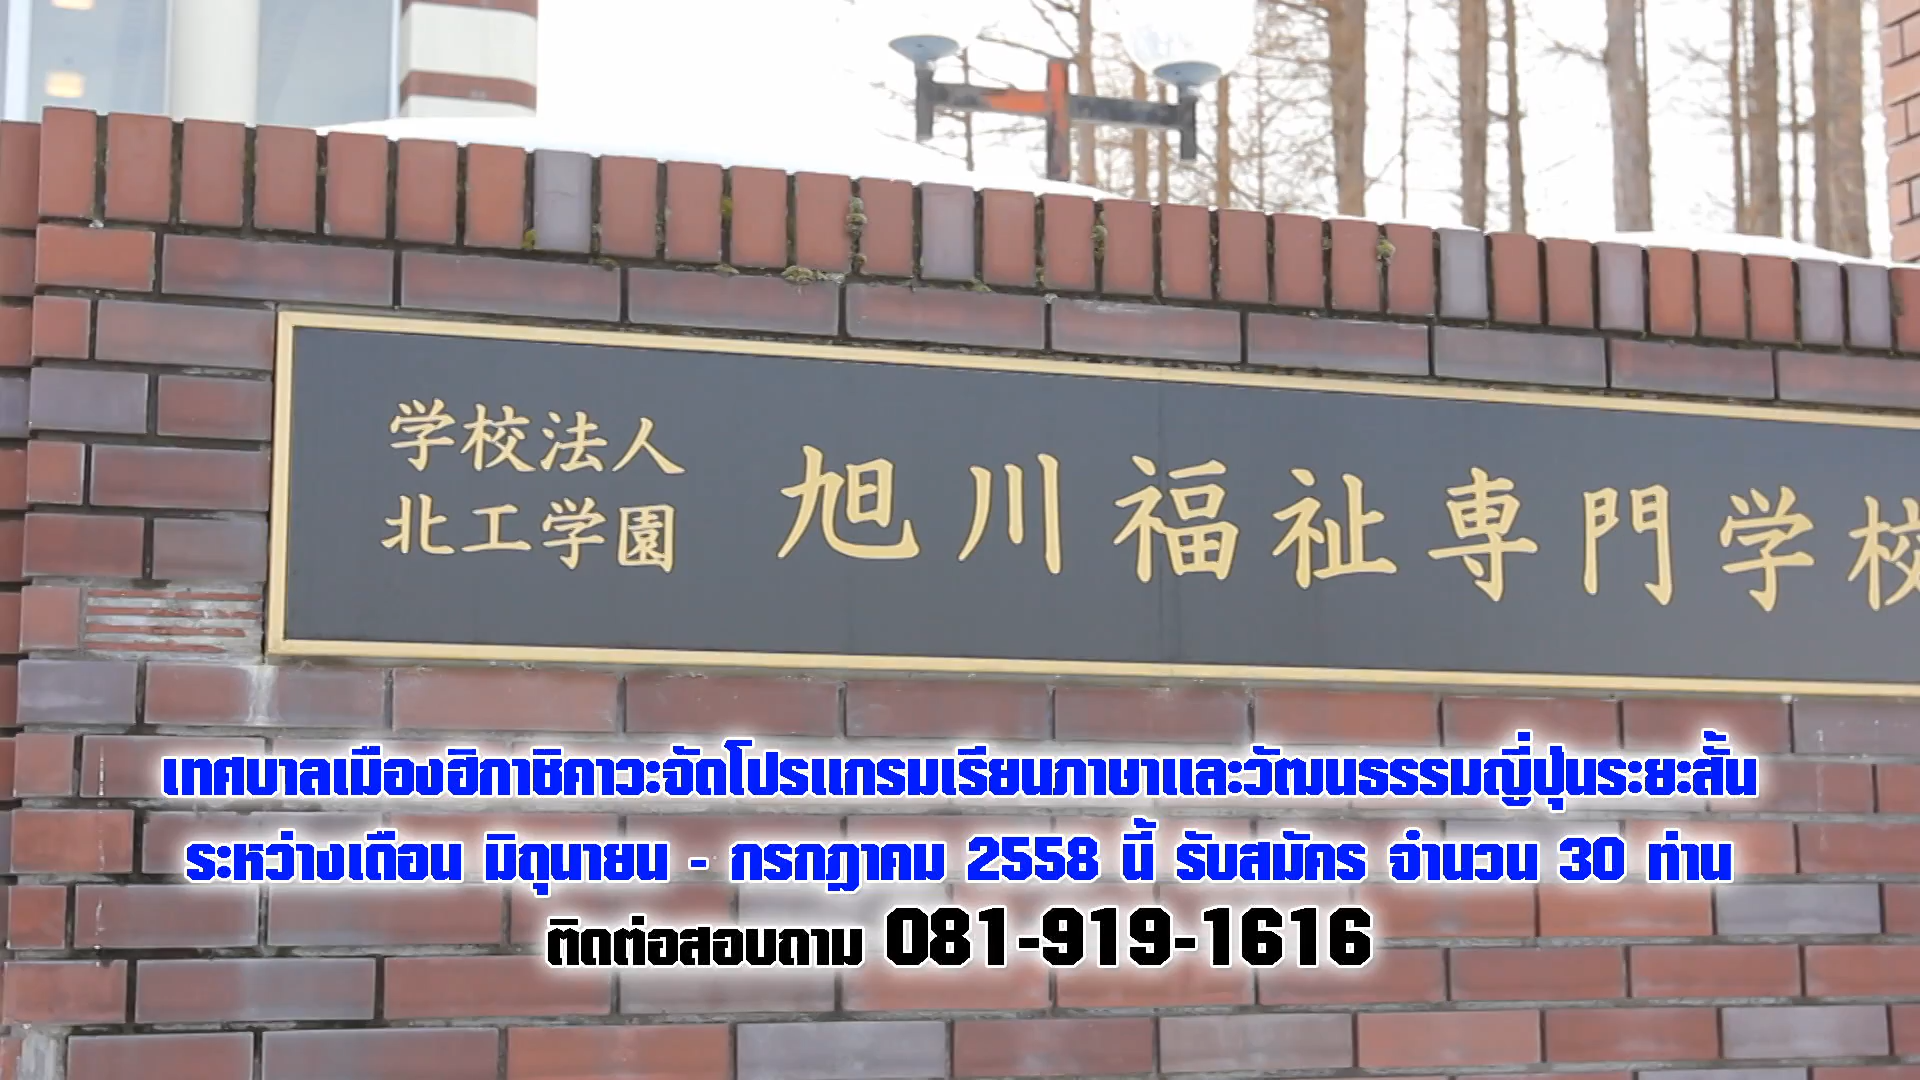 学校法人
北工学園
旭川福祉専門学校
เทศบาลเมืองฮิกาชิคาวะจัดโปรแกรมเรียนภาษาและวัฒนธรรมญี่ปุ่นระยะสั้น
ระหว่างเดือน มิถุนายน - กรกฎาคม 2558 นี้ รับสมัคร จำนวน 30 ท่าน
ติดต่อสอบถาม 081-919-1616